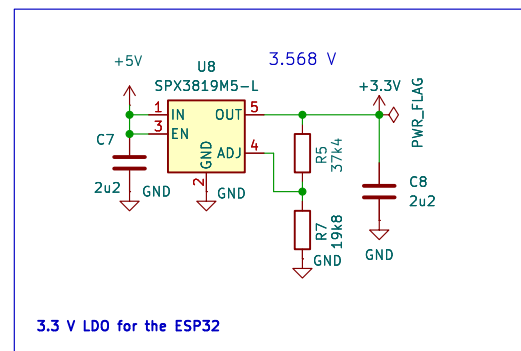 +5V
U8
SPX3819M5-L
3.568 V
+3.3V
PWR_FLAG
1
IN
OUT
5
3
EN
ADJ
4
GND
2
C7
2u2
GND
GND
R5
37k4
R7
19k8
GND
C8
2u2
GND
3.3 V LDO for the ESP32